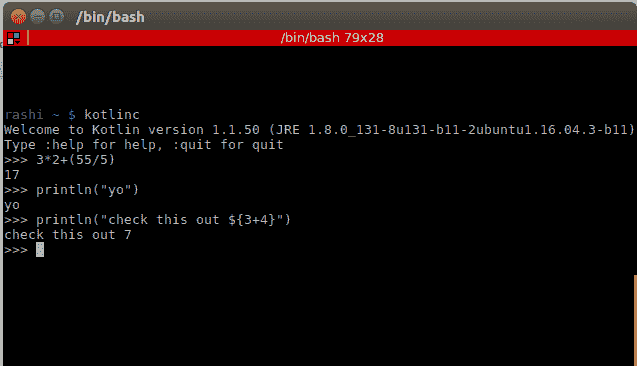 /bin/bash
/bin/bash 79x28
rashi ~ $ kotlinc
Welcome to Kotlin version 1.1.50 (JRE 1.8.0_131-8u131-b11-2ubuntu1.16.04.3-b11)
Type :help for help, :quit for quit
>>> 3*2+(55/5)
17
>>> println("yo")
yo
>>> println("check this out ${3+4}")
check this out 7
>>>